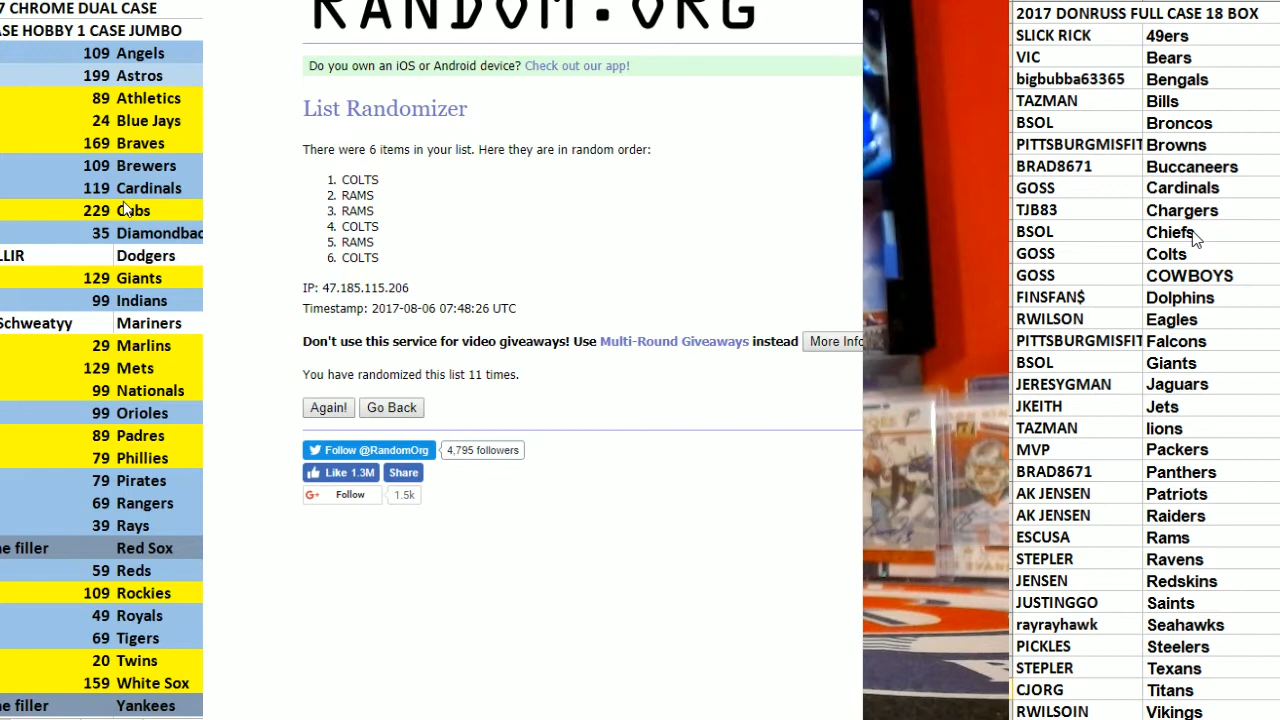 7 CHROME DUAL CASE
ASE HOBBY 1 CASE JUMBO
109 Angels
199 Astros
89 Athletics
24 Blue Jays
169 Braves
109 Brewers
119 Cardinals
229 Cubs
35 Diamondbac
LLIR Dodgers
129 Giants
99 Indians
Schweatyy Mariners
29 Marlins
129 Mets
99 Nationals
99 Orioles
89 Padres
79 Phillies
79 Pirates
69 Rangers
39 Rays
ne filler Red Sox
59 Reds
109 Rockies
49 Royals
69 Tigers
20 Twins
159 White Sox
ne filler Yankees
RANDOM.ORG
Do you own an iOS or Android device? Check out our app!
List Randomizer
There were 6 items in your list. Here they are in random order:
1. COLTS
2. RAMS
3. RAMS
4. COLTS
5. RAMS
6. COLTS
IP: 47.185.115.206
Timestamp: 2017-08-06 07:48:26 UTC
Don't use this service for video giveaways! Use Multi-Round Giveaways instead More Info
You have randomized this list 11 times.
Again! Go Back
Follow @RandomOrg 4,795 followers
Like 1.3M Share
G+ Follow 1.5k
2017 DONRUSS FULL CASE 18 BOX
SLICK RICK 49ers
VIC Bears
bigbubba63365 Bengals
TAZMAN Bills
BSOL Broncos
PITTSBURGMISFIT Browns
BRAD8671 Buccaneers
GOSS Cardinals
TJB83 Chargers
BSOL Chiefs
GOSS Colts
GOSS COWBOYS
FINSFAN$ Dolphins
RWILSON Eagles
PITTSBURGMISFIT Falcons
BSOL Giants
JERESYGMAN Jaguars
JKEITH Jets
TAZMAN lions
MVP Packers
BRAD8671 Panthers
AK JENSEN Patriots
AK JENSEN Raiders
ESCUSA Rams
STEPLER Ravens
JENSEN Redskins
JUSTINGGO Saints
rayrayhawk Seahawks
PICKLES Steelers
STEPLER Texans
CJORG Titans
RWILSOIN Vikings